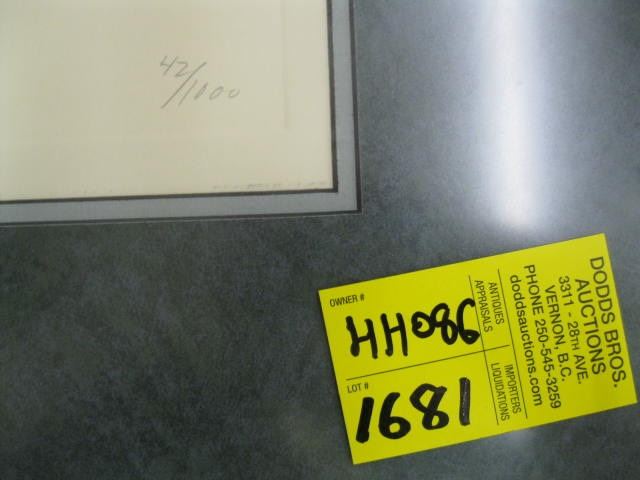 42/1000
OWNER #
HH086
LOT #
1681
ANTIQUES
APPRAISALS
IMPORTERS
LIQUIDATIONS
DODDS BROS.
AUCTIONS
3311 - 28TH AVE.
VERNON, B.C.
PHONE 250-545-3259
doddsauctions.com